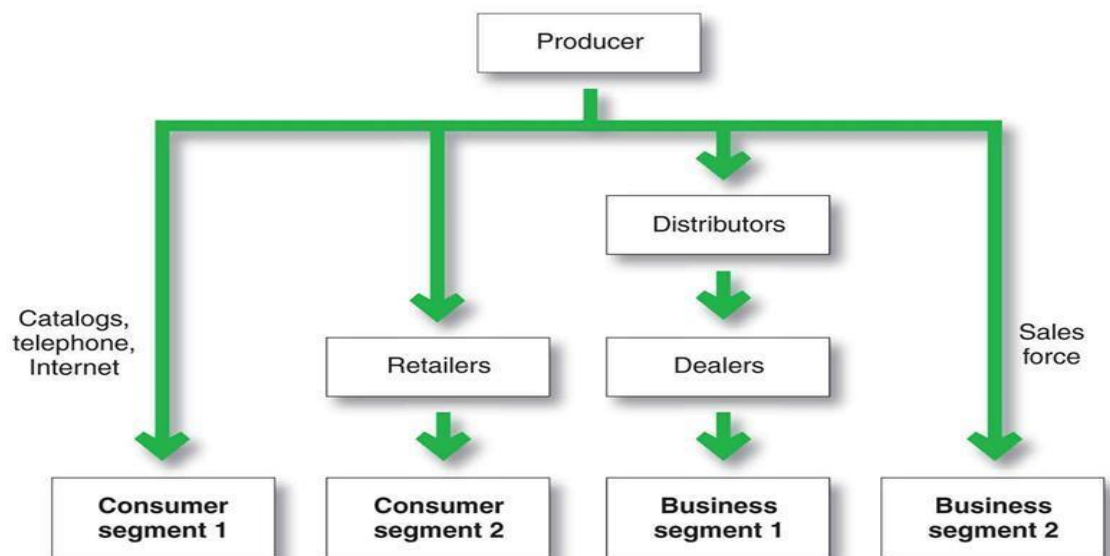 Producer
Distributors
Catalogs,
telephone,
Internet
Sales
force
Retailers
Dealers
Consumer
segment 1
Consumer
segment 2
Business
segment 1
Business
segment 2